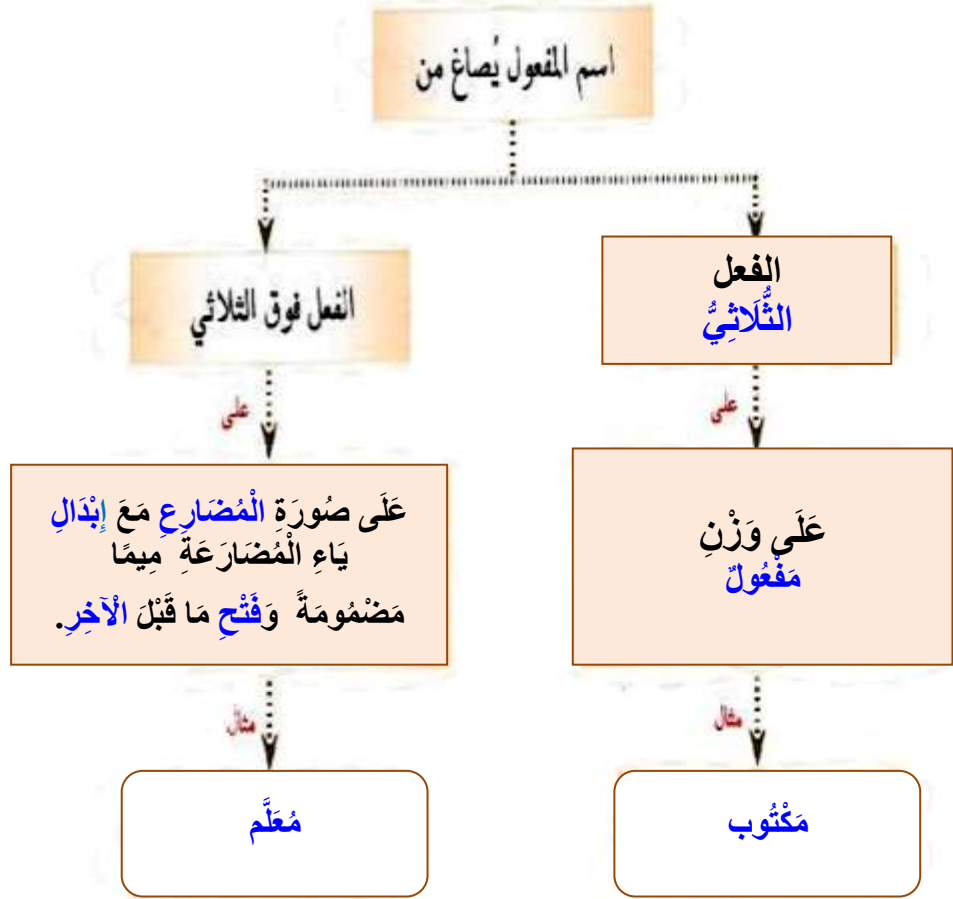 اسم المفعول يُصاغ من
الفعل
الثُّلَاثِيُّ
على
عَلَى وَزْنِ
مَفْعُولٌ
مثال
مَكْتُوب
الفعل فوق الثلاثي
على
عَلَى صُورَةِ الْمُضَارِعِ مَعَ إِبْدَالِ
يَاءِ الْمُضَارَعَةِ مِيمًا
مَضْمُومَةً وَفَتْحِ مَا قَبْلَ الْآخِرِ.
مثال
مُعَلَّم